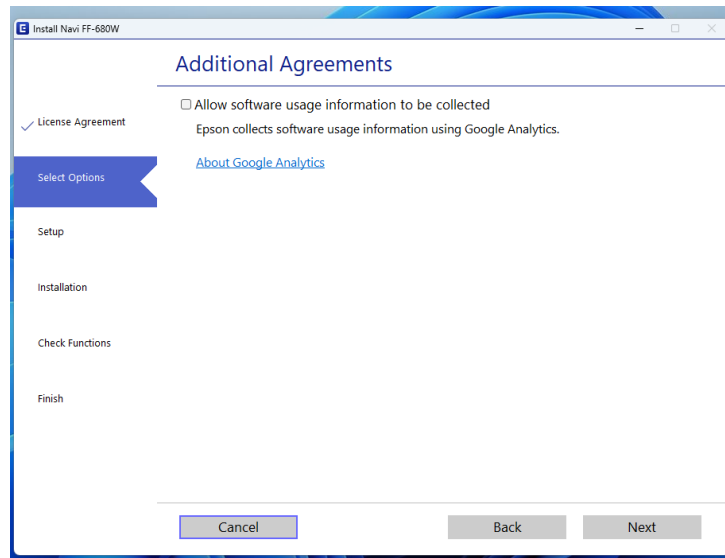 E Install Navi FF-680W
Additional Agreements
License Agreement
Select Options
Setup
Installation
Check Functions
Finish
Allow software usage information to be collected
Epson collects software usage information using Google Analytics.
About Google Analytics
Cancel
Back
Next